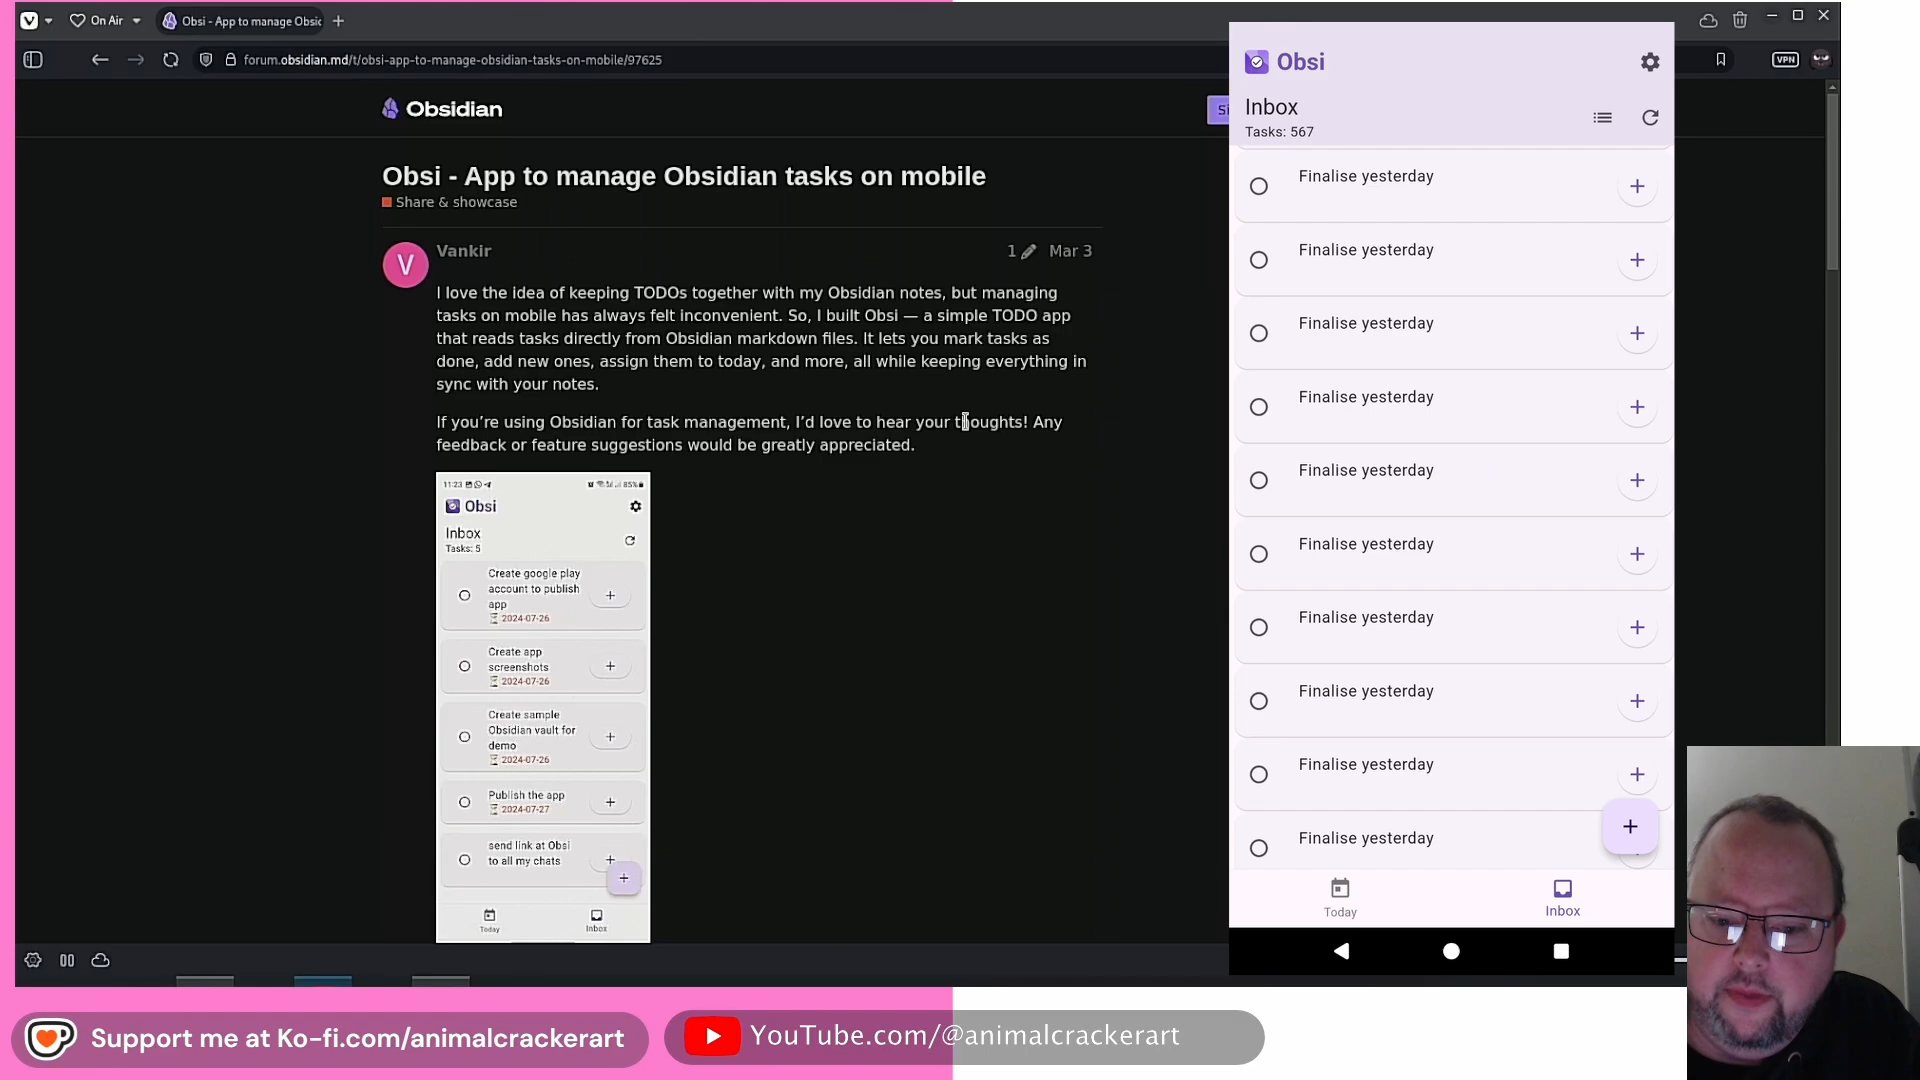 On Air
Obsi - App to manage Obsic
forum.obsidian.md/t/obsi-app-to-manage-obsidian-tasks-on-mobile/97625
VPN
Obsidian
Si
Obsi - App to manage Obsidian tasks on mobile
Share & showcase
V
Vankir
1
Mar 3
I love the idea of keeping TODOs together with my Obsidian notes, but managing
tasks on mobile has always felt inconvenient. So, I built Obsi — a simple TODO app
that reads tasks directly from Obsidian markdown files. It lets you mark tasks as
done, add new ones, assign them to today, and more, all while keeping everything in
sync with your notes.
If you’re using Obsidian for task management, I’d love to hear your thoughts! Any
feedback or feature suggestions would be greatly appreciated.
11:23
85%
Obsi
Inbox
Tasks: 5
Create google play
account to publish
app
2024-07-26
Create app
screenshots
2024-07-26
Create sample
Obsidian vault for
demo
2024-07-26
Publish the app
2024-07-27
send link at Obsi
to all my chats
Today
Inbox
Obsi
Inbox
Tasks: 567
Finalise yesterday
Finalise yesterday
Finalise yesterday
Finalise yesterday
Finalise yesterday
Finalise yesterday
Finalise yesterday
Finalise yesterday
Finalise yesterday
Finalise yesterday
Today
Inbox
Support me at Ko-fi.com/animalcrackerart
YouTube.com/@animalcrackerart